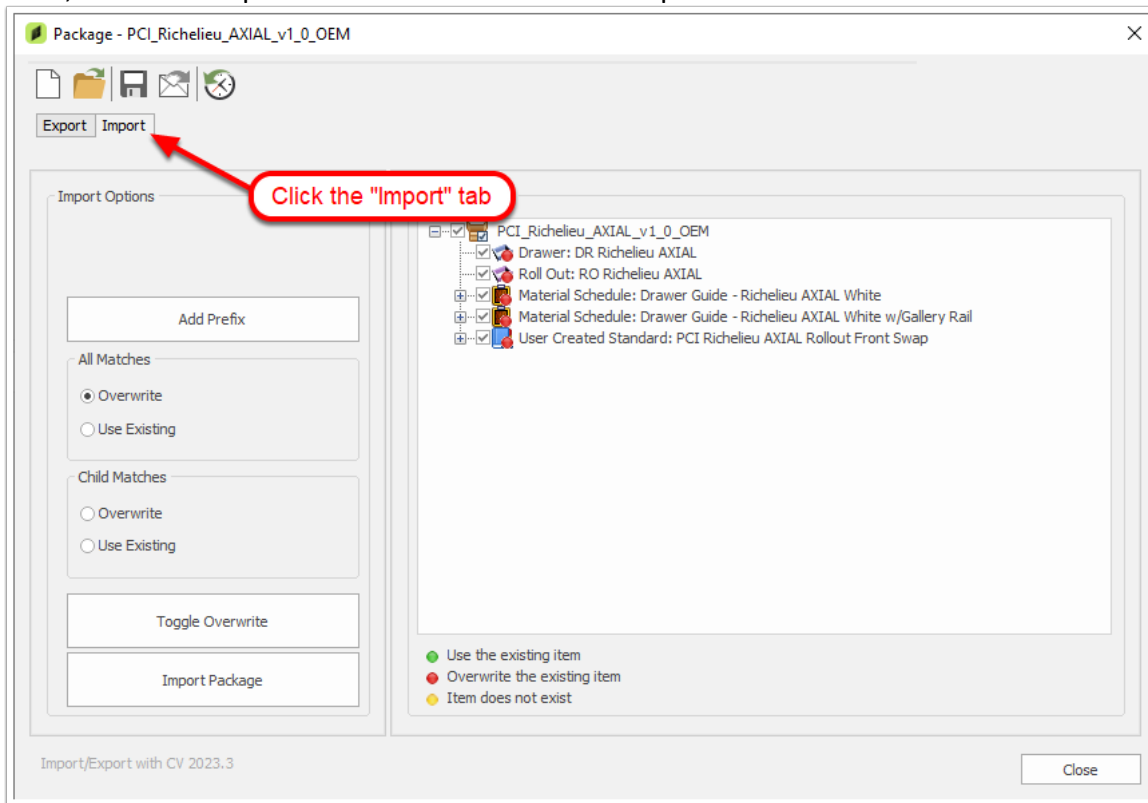 Package - PCI_Richelieu_AXIAL_v1_0_OEM
Export Import
Click the "Import" tab
Import Options
Add Prefix
All Matches
Overwrite
Use Existing
Child Matches
Overwrite
Use Existing
Toggle Overwrite
Import Package
PCI_Richelieu_AXIAL_v1_0_OEM
Drawer: DR Richelieu AXIAL
Roll Out: RO Richelieu AXIAL
Material Schedule: Drawer Guide - Richelieu AXIAL White
Material Schedule: Drawer Guide - Richelieu AXIAL White w/Gallery Rail
User Created Standard: PCI Richelieu AXIAL Rollout Front Swap
Use the existing item
Overwrite the existing item
Item does not exist
Import/Export with CV 2023.3
Close